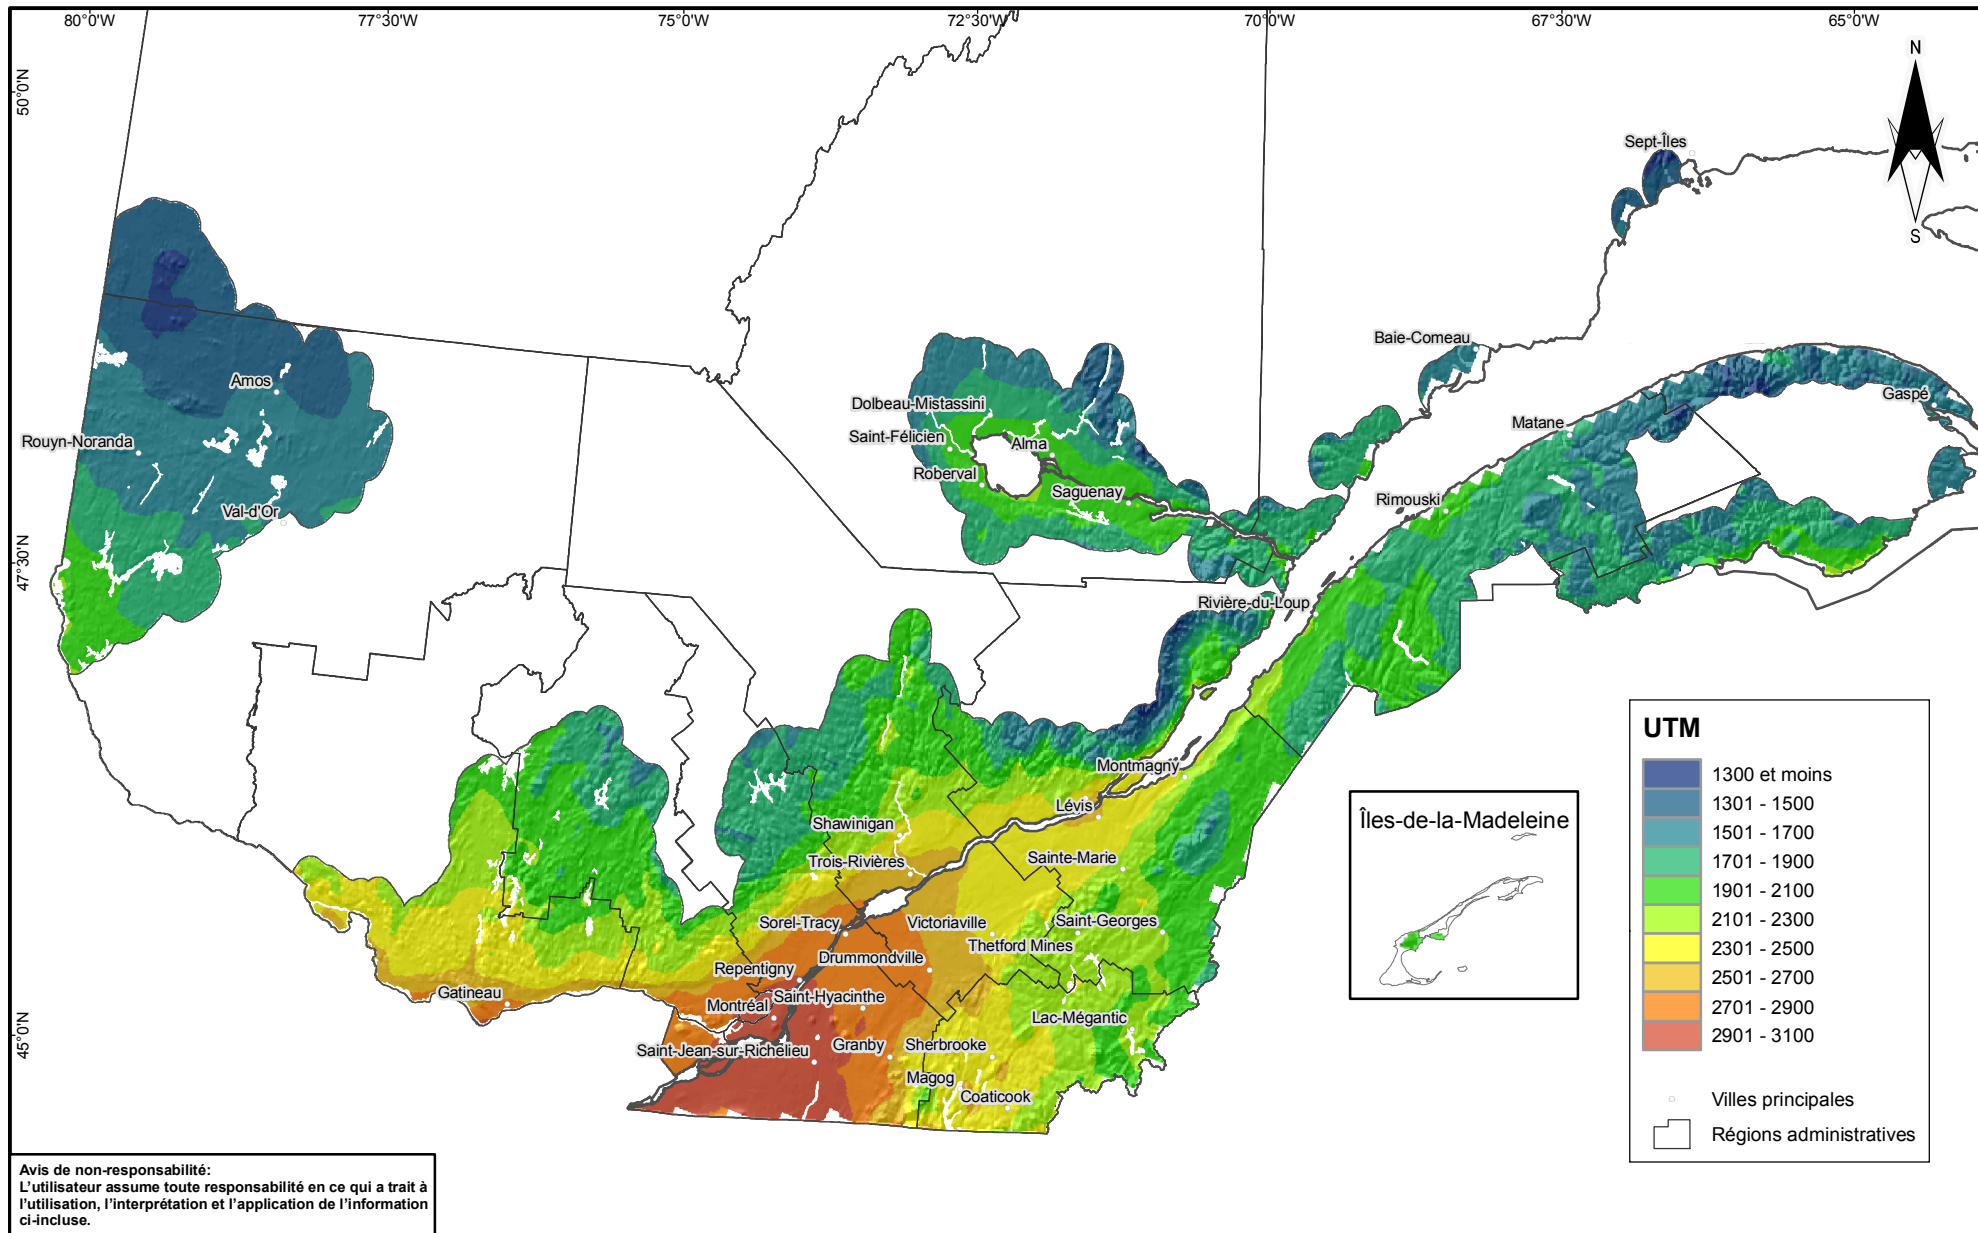 80°0'W 77°30'W 75°0'W 72°30'W 70°0'W 67°30'W 65°0'W
50°0'N
47°30'N
45°0'N
N
S
Sept-Îles
Baie-Comeau
Gaspé
Matane
Rimouski
Rivière-du-Loup
Amos
Rouyn-Noranda
Val-d'Or
Dolbeau-Mistassini
Saint-Félicien
Alma
Roberval
Saguenay
Montmagny
Lévis
Shawinigan
Trois-Rivières
Sainte-Marie
Sorel-Tracy
Victoriaville
Saint-Georges
Thetford Mines
Drummondville
Repentigny
Gatineau
Montréal
Saint-Hyacinthe
Lac-Mégantic
Saint-Jean-sur-Richelieu
Granby
Sherbrooke
Magog
Coaticook
Îles-de-la-Madeleine
UTM
1300 et moins
1301 - 1500
1501 - 1700
1701 - 1900
1901 - 2100
2101 - 2300
2301 - 2500
2501 - 2700
2701 - 2900
2901 - 3100
Villes principales
Régions administratives
Avis de non-responsabilité:
L'utilisateur assume toute responsabilité en ce qui a trait à
l'utilisation, l'interprétation et l'application de l'information
ci-incluse.